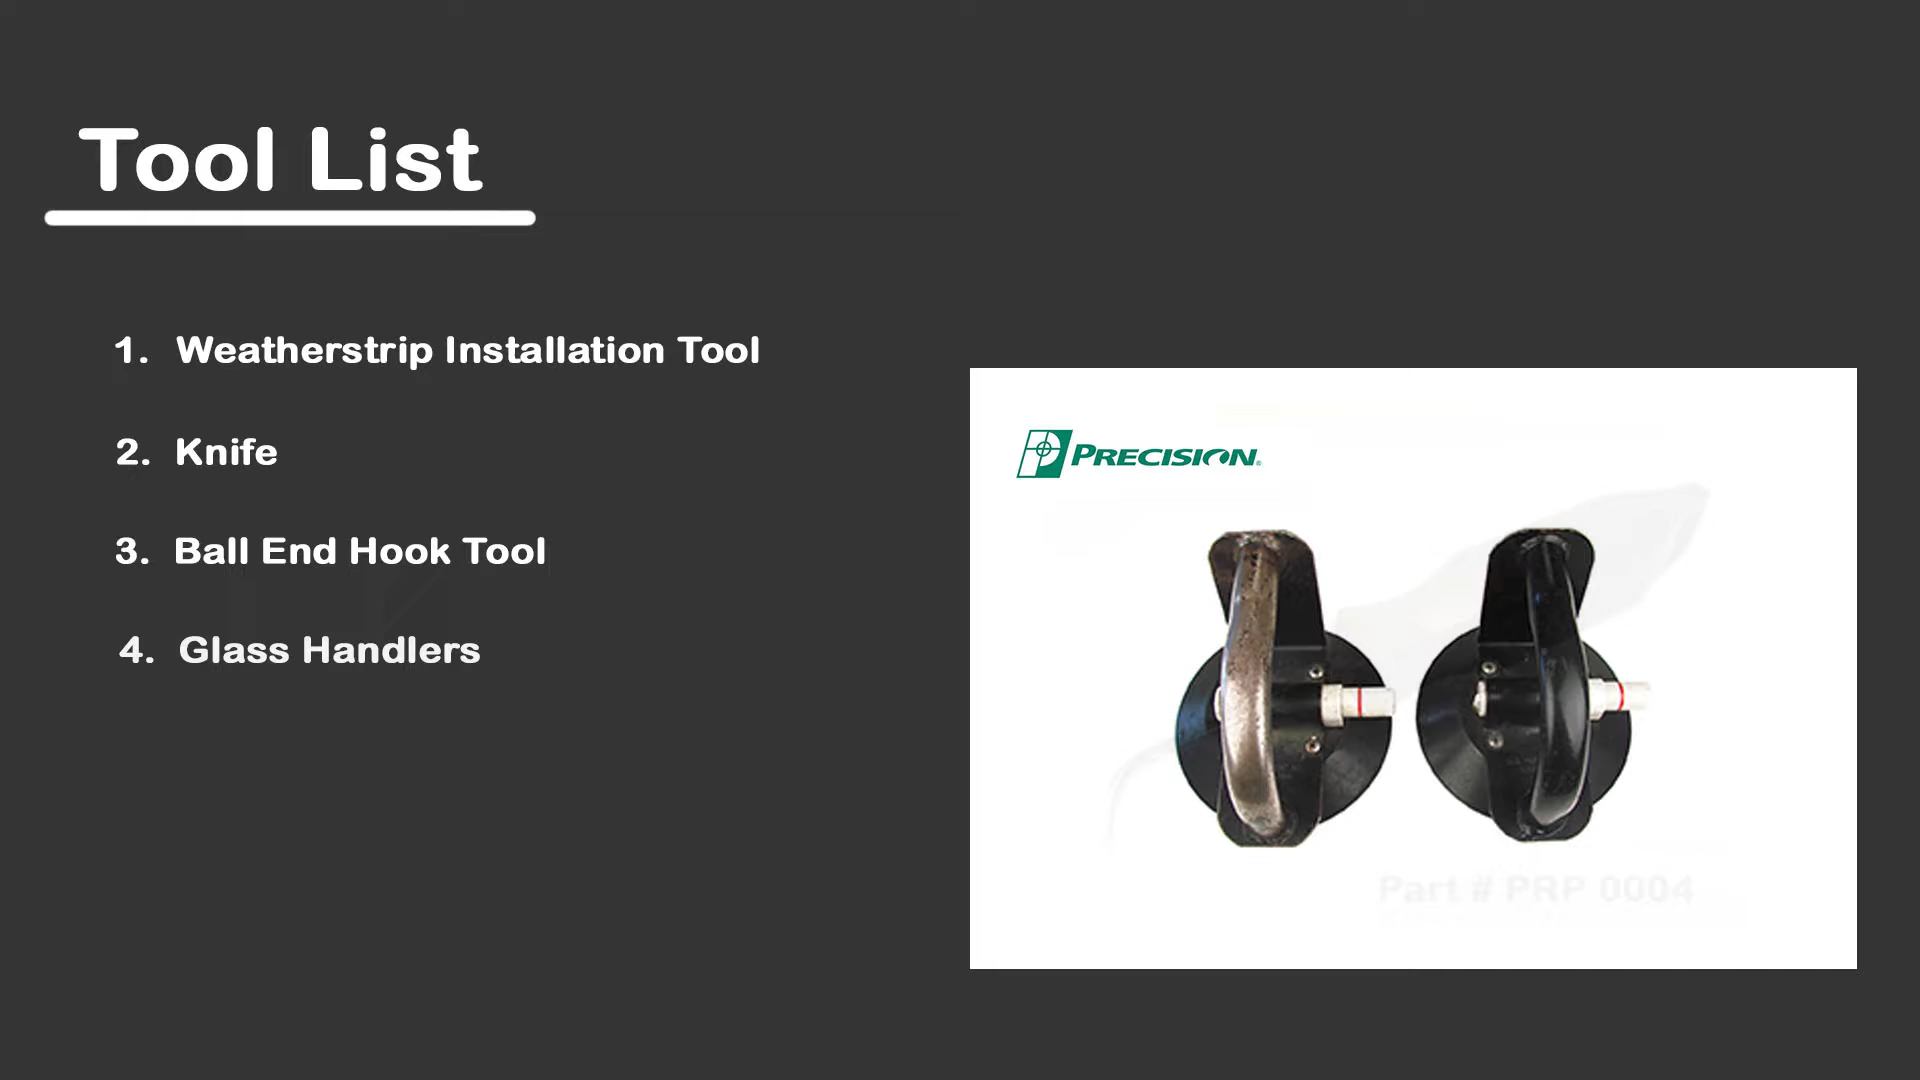 Tool List
1. Weatherstrip Installation Tool
2. Knife
3. Ball End Hook Tool
4. Glass Handlers
PRECISION®
Part # PRP 0004